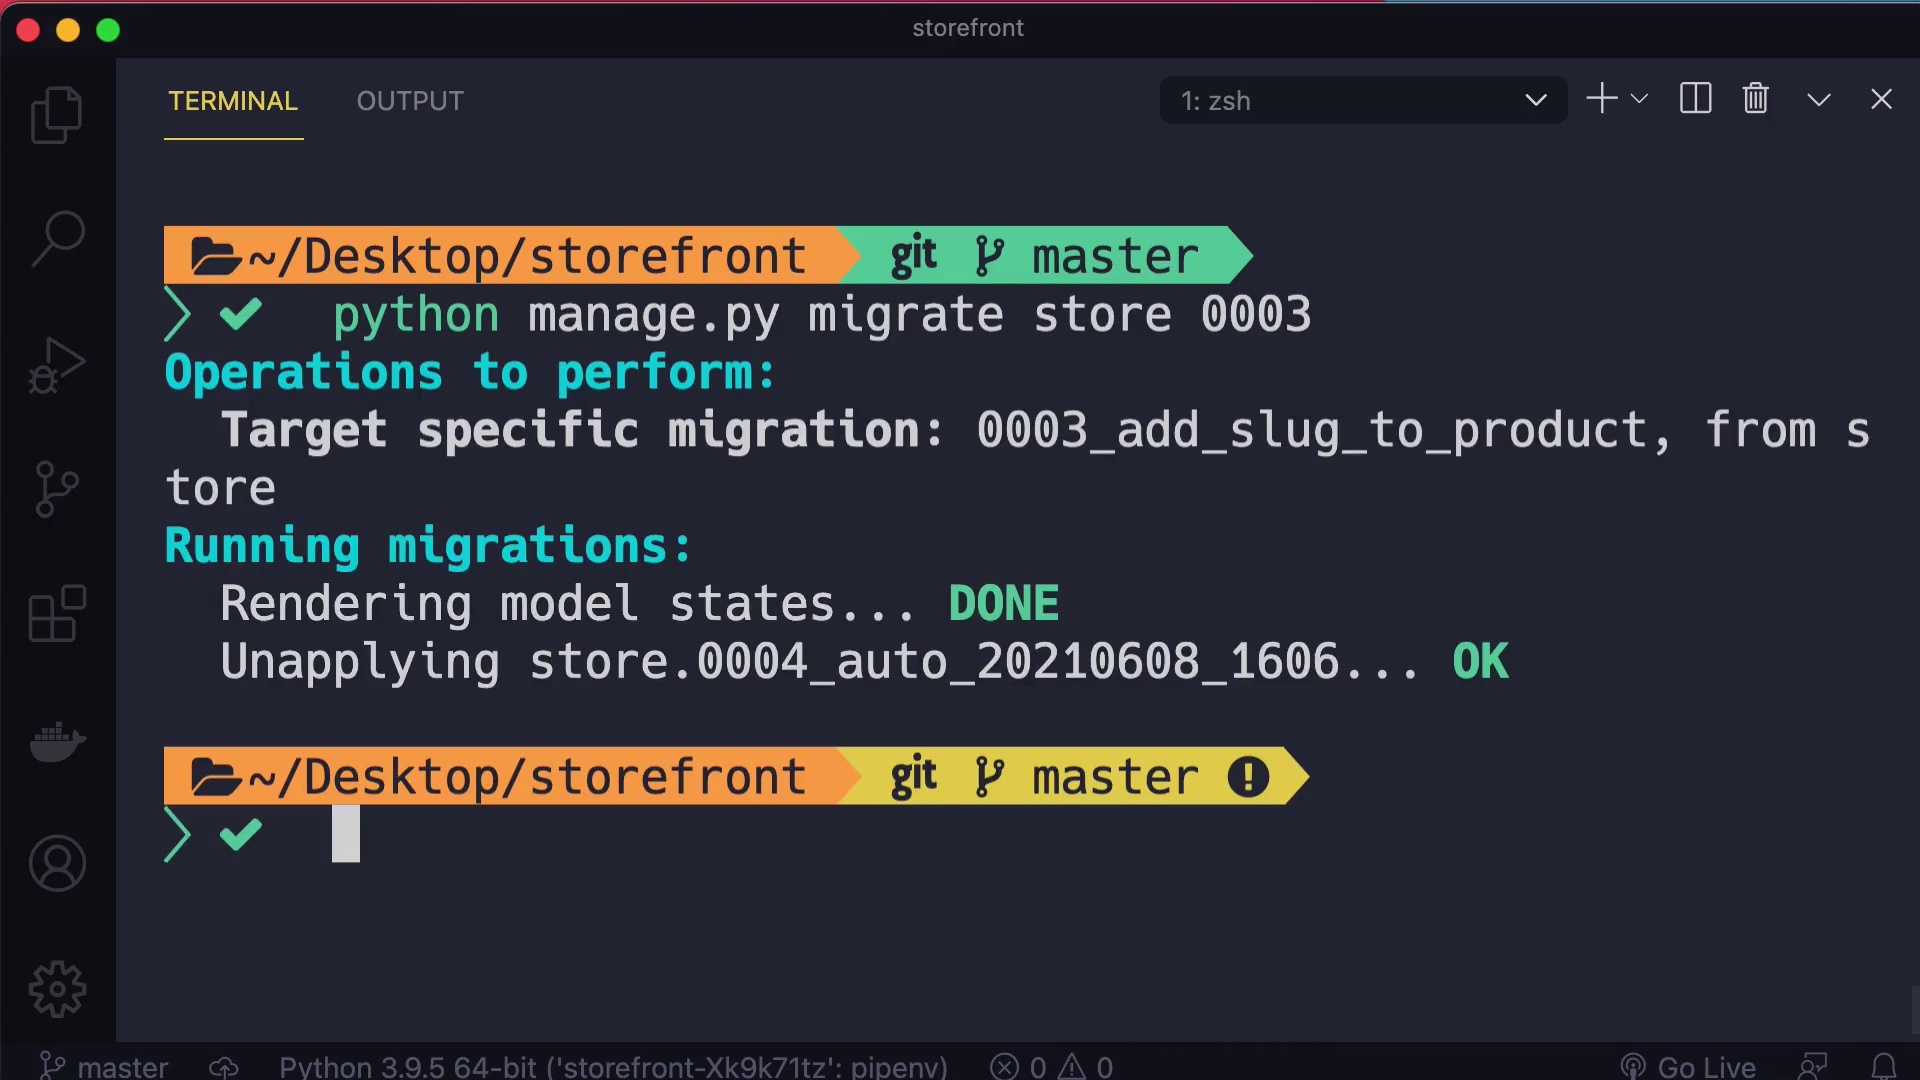 storefront
TERMINAL OUTPUT 1: zsh
~/Desktop/storefront git master
python manage.py migrate store 0003
Operations to perform:
Target specific migration: 0003_add_slug_to_product, from s
tore
Running migrations:
Rendering model states... DONE
Unapplying store.0004_auto_20210608_1606... OK
~/Desktop/storefront git master
master Python 3.9.5 64-bit ('storefront-Xk9k71tz': pipenv) 0 0 Go Live